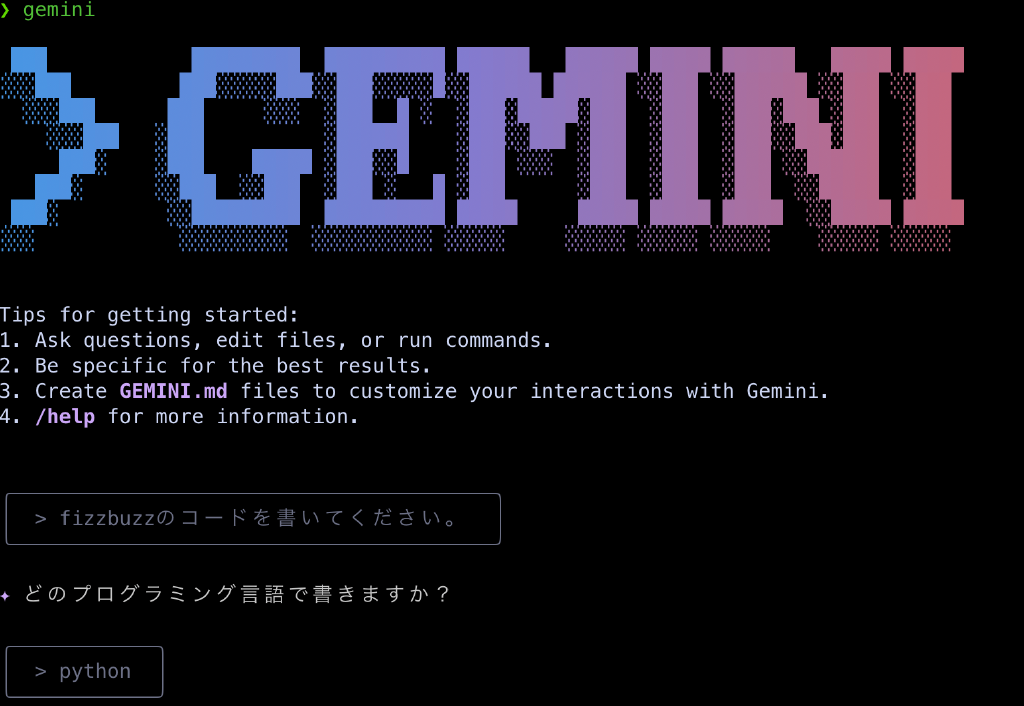 ❯ gemini
> GEMINI
Tips for getting started:
1. Ask questions, edit files, or run commands.
2. Be specific for the best results.
3. Create GEMINI.md files to customize your interactions with Gemini.
4. /help for more information.
> fizzbuzzのコードを書いてください。
✦ どのプログラミング言語で書きますか？
> python